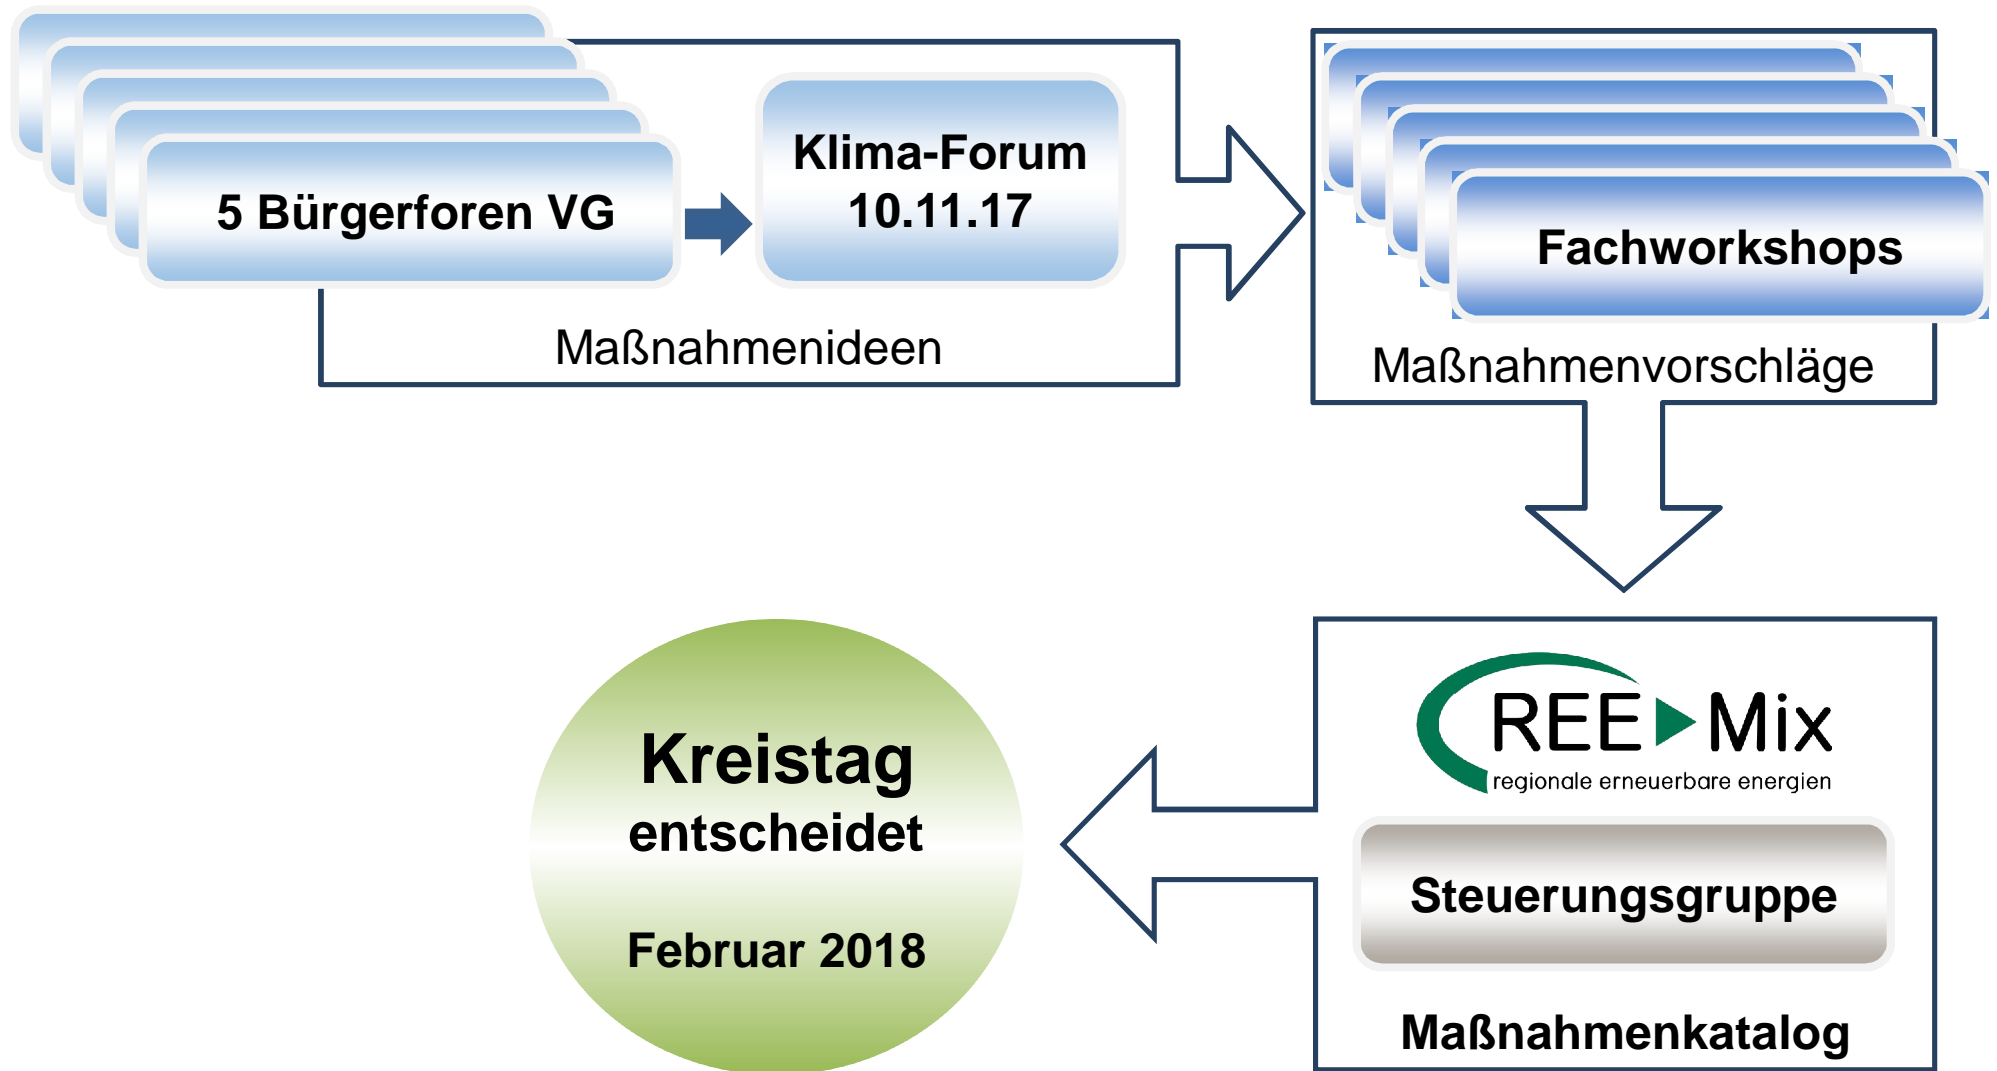 5 Bürgerforen VG
Klima-Forum
10.11.17
Maßnahmenideen
Fachworkshops
Maßnahmenvorschläge
REE Mix
regionale erneuerbare energien
Steuerungsgruppe
Maßnahmenkatalog
Kreistag
entscheidet
Februar 2018